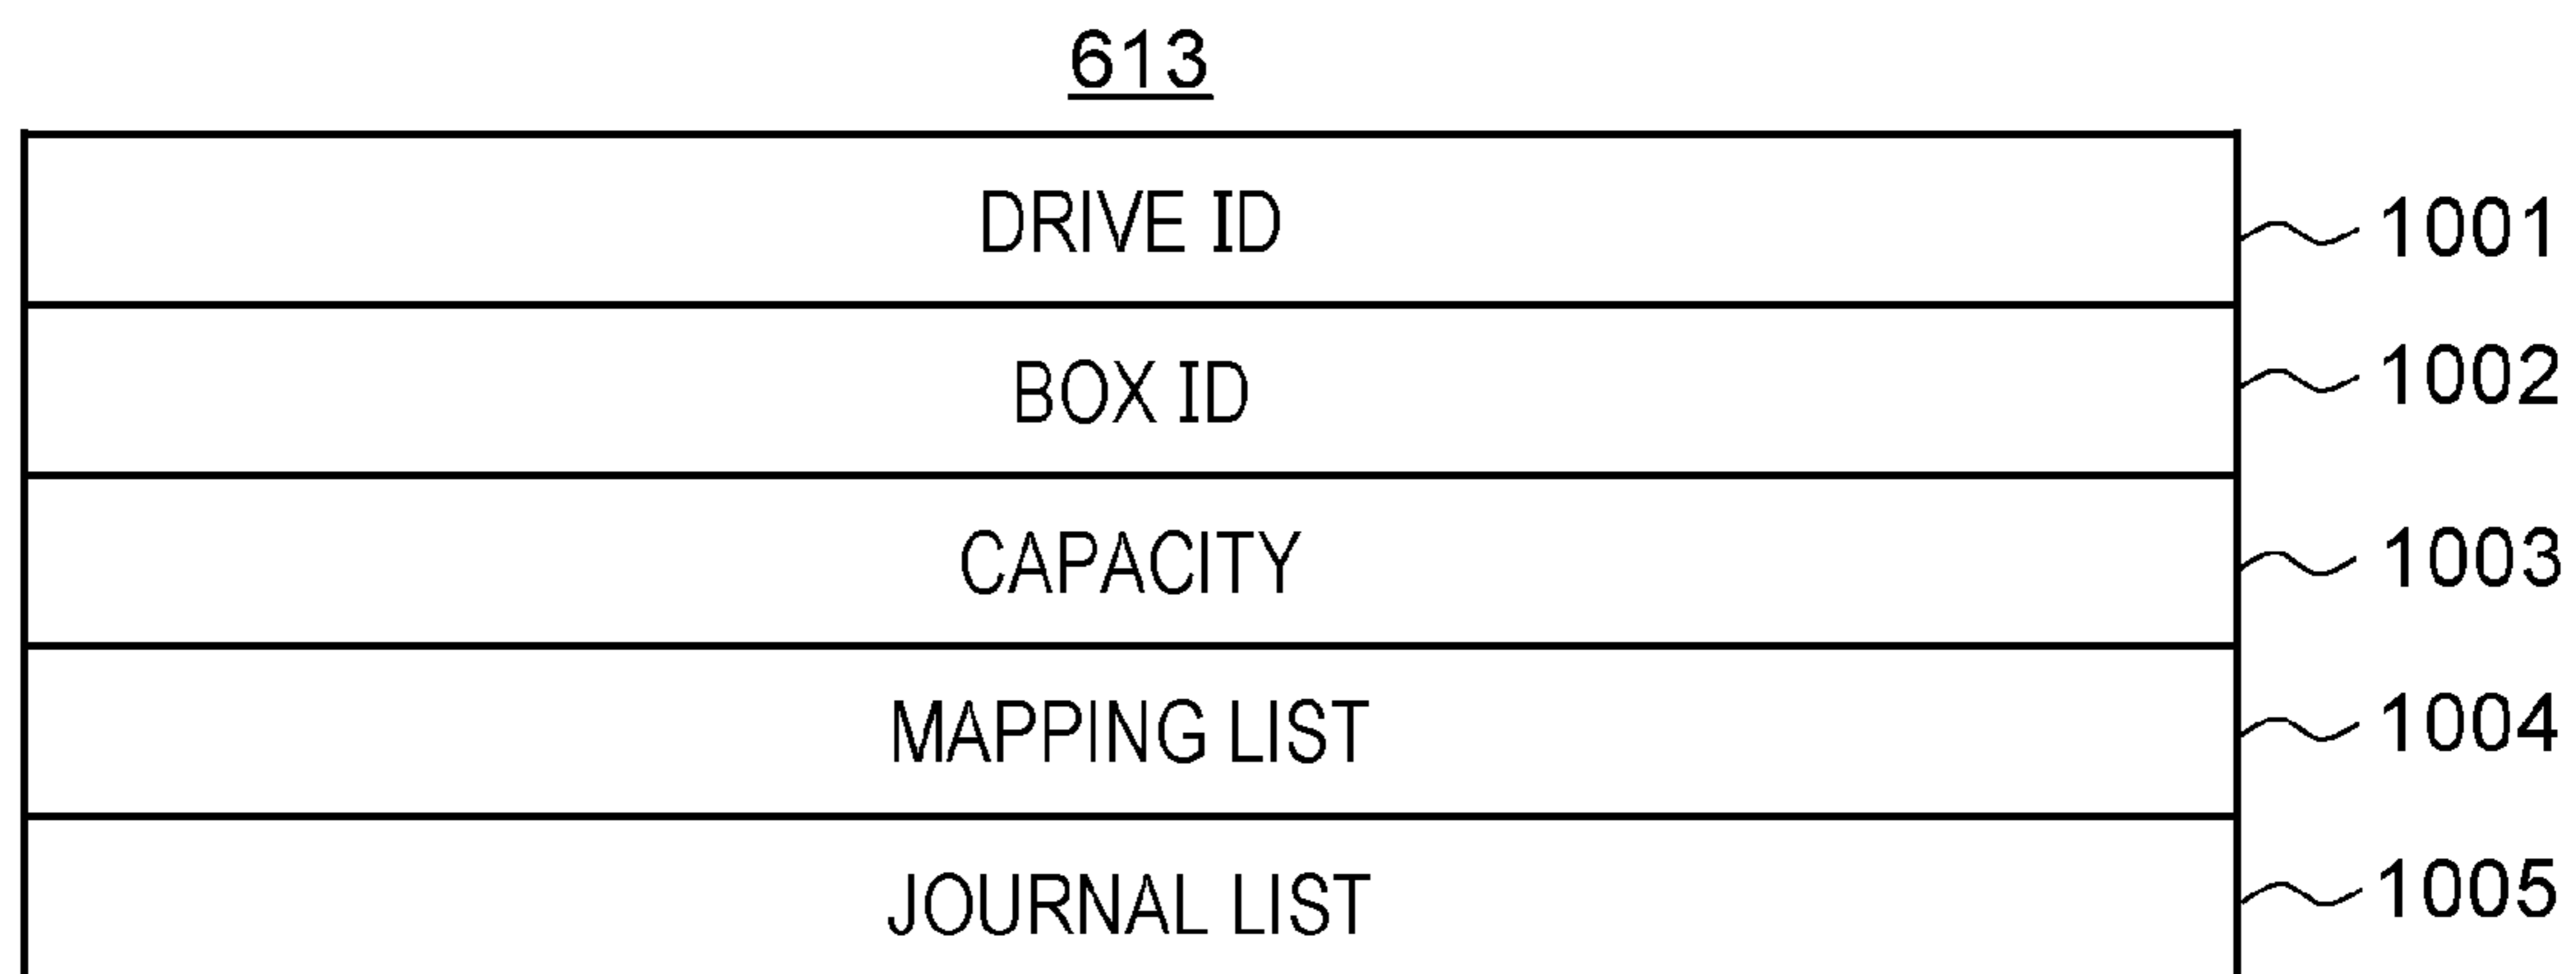 613
DRIVE ID 1001
BOX ID 1002
CAPACITY 1003
MAPPING LIST 1004
JOURNAL LIST 1005